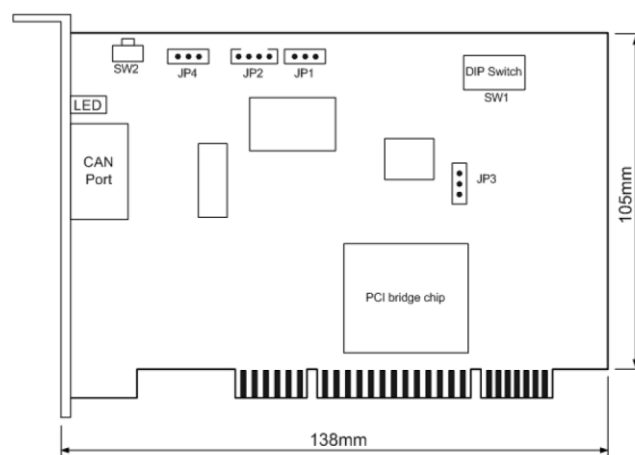 SW2
JP4
JP2
JP1
DIP Switch
SW1
LED
CAN
Port
JP3
105mm
PCI bridge chip
138mm